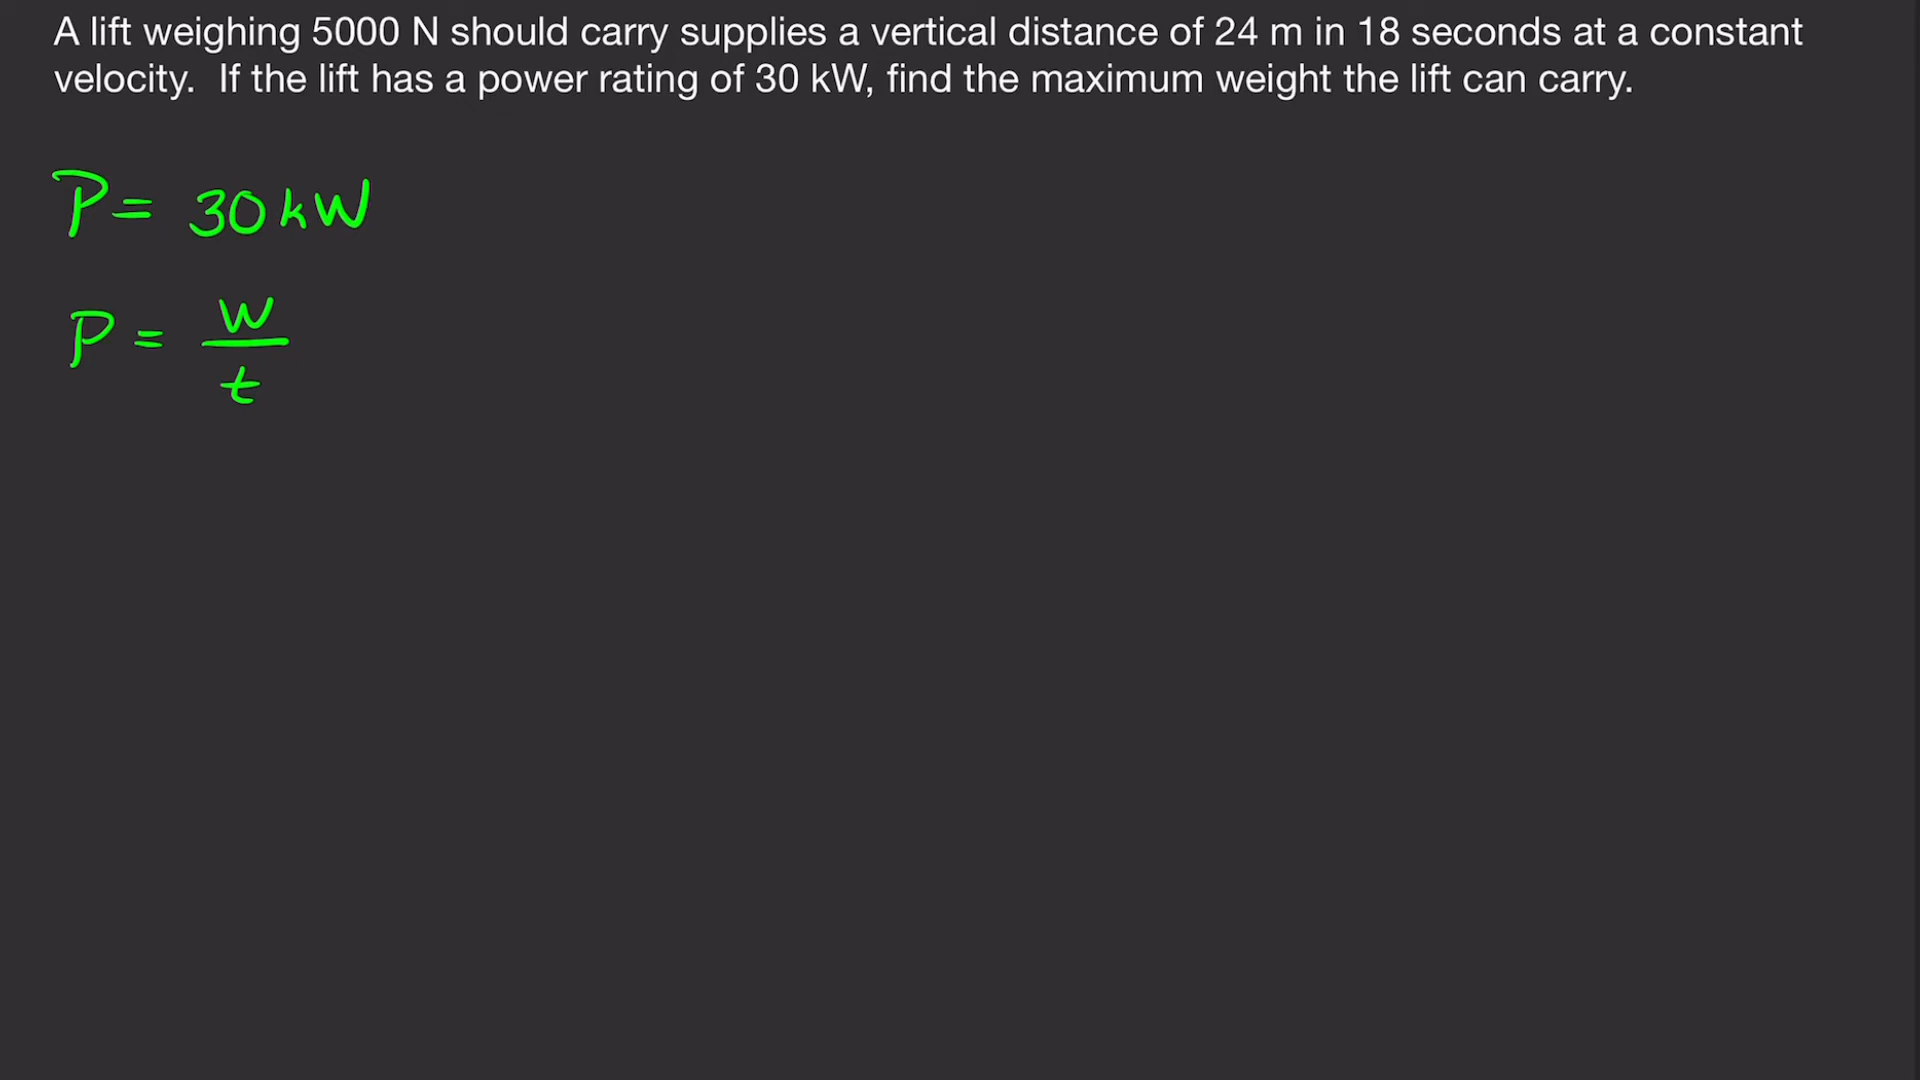 A lift weighing 5000 N should carry supplies a vertical distance of 24 m in 18 seconds at a constant
velocity.  If the lift has a power rating of 30 kW, find the maximum weight the lift can carry.
P = 30 kW
P = W
t